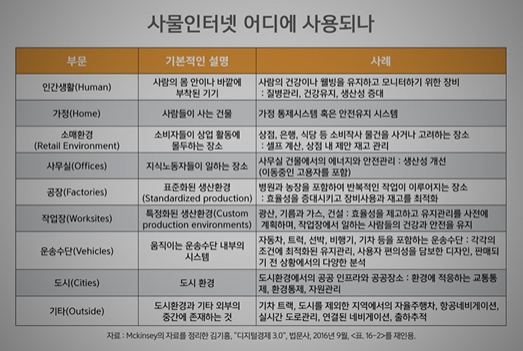 사물인터넷 어디에 사용되나
부문 기본적인 설명 사례
인간생활(Human) 사람의 몸 안이나 바깥에 부착된 기기 사람의 건강이나 웰빙을 유지하고 모니터하기 위한 장비 : 질병관리, 건강유지, 생산성 증대
가정(Home) 사람들이 사는 건물 가정 통제시스템 혹은 안전유지 시스템
소매환경 (Retail Environment) 소비자들이 상업 활동에 몰두하는 장소 상점, 은행, 식당 등 소비작사 물건을 사거나 고려하는 장소 : 셀프 계산, 상점 내 제안 재고 관리
사무실(Offices) 지식노동자들이 일하는 장소 사무실 건물에서의 에너지와 안전관리 : 생산성 개선 (이동중인 고용자를 포함)
공장(Factories) 표준화된 생산환경 (Standardized production) 병원과 농장을 포함하여 반복적인 작업이 이루어지는 장소 : 효율성을 증대시키고 장비사용과 재고를 최적화
작업장(Worksites) 특정화된 생산환경(Custom production environments) 광산, 기름과 가스, 건설 : 효율성을 제고하고 유지관리를 사전에 계획하며, 작업장에서 일하는 사람들의 건강과 안전을 유지
운송수단(Vehicles) 움직이는 운송수단 내부의 시스템 자동차, 트럭, 선박, 비행기, 기차 등을 포함하는 운송수단 : 각각의 조건에 최적화된 유지관리, 사용자 편의성을 담보한 디자인, 판매되기 전 상황에서의 다양한 분석
도시(Cities) 도시 환경 도시환경에서의 공공 인프라와 공공장소 : 환경에 적응하는 교통통제, 환경통제, 자원관리
기타(Outside) 도시환경과 기타 외부의 중간에 존재하는 것 기차 트랙, 도시를 제외한 지역에서의 자율주행차, 항공네비게이션, 실시간 도로관리, 연결된 네비게이션, 출하추적
자료 : Mckinsey의 자료를 정리한 김기홍, "디지털경제 3.0", 법문사, 2016년 9월, <표. 16-2>를 재인용.